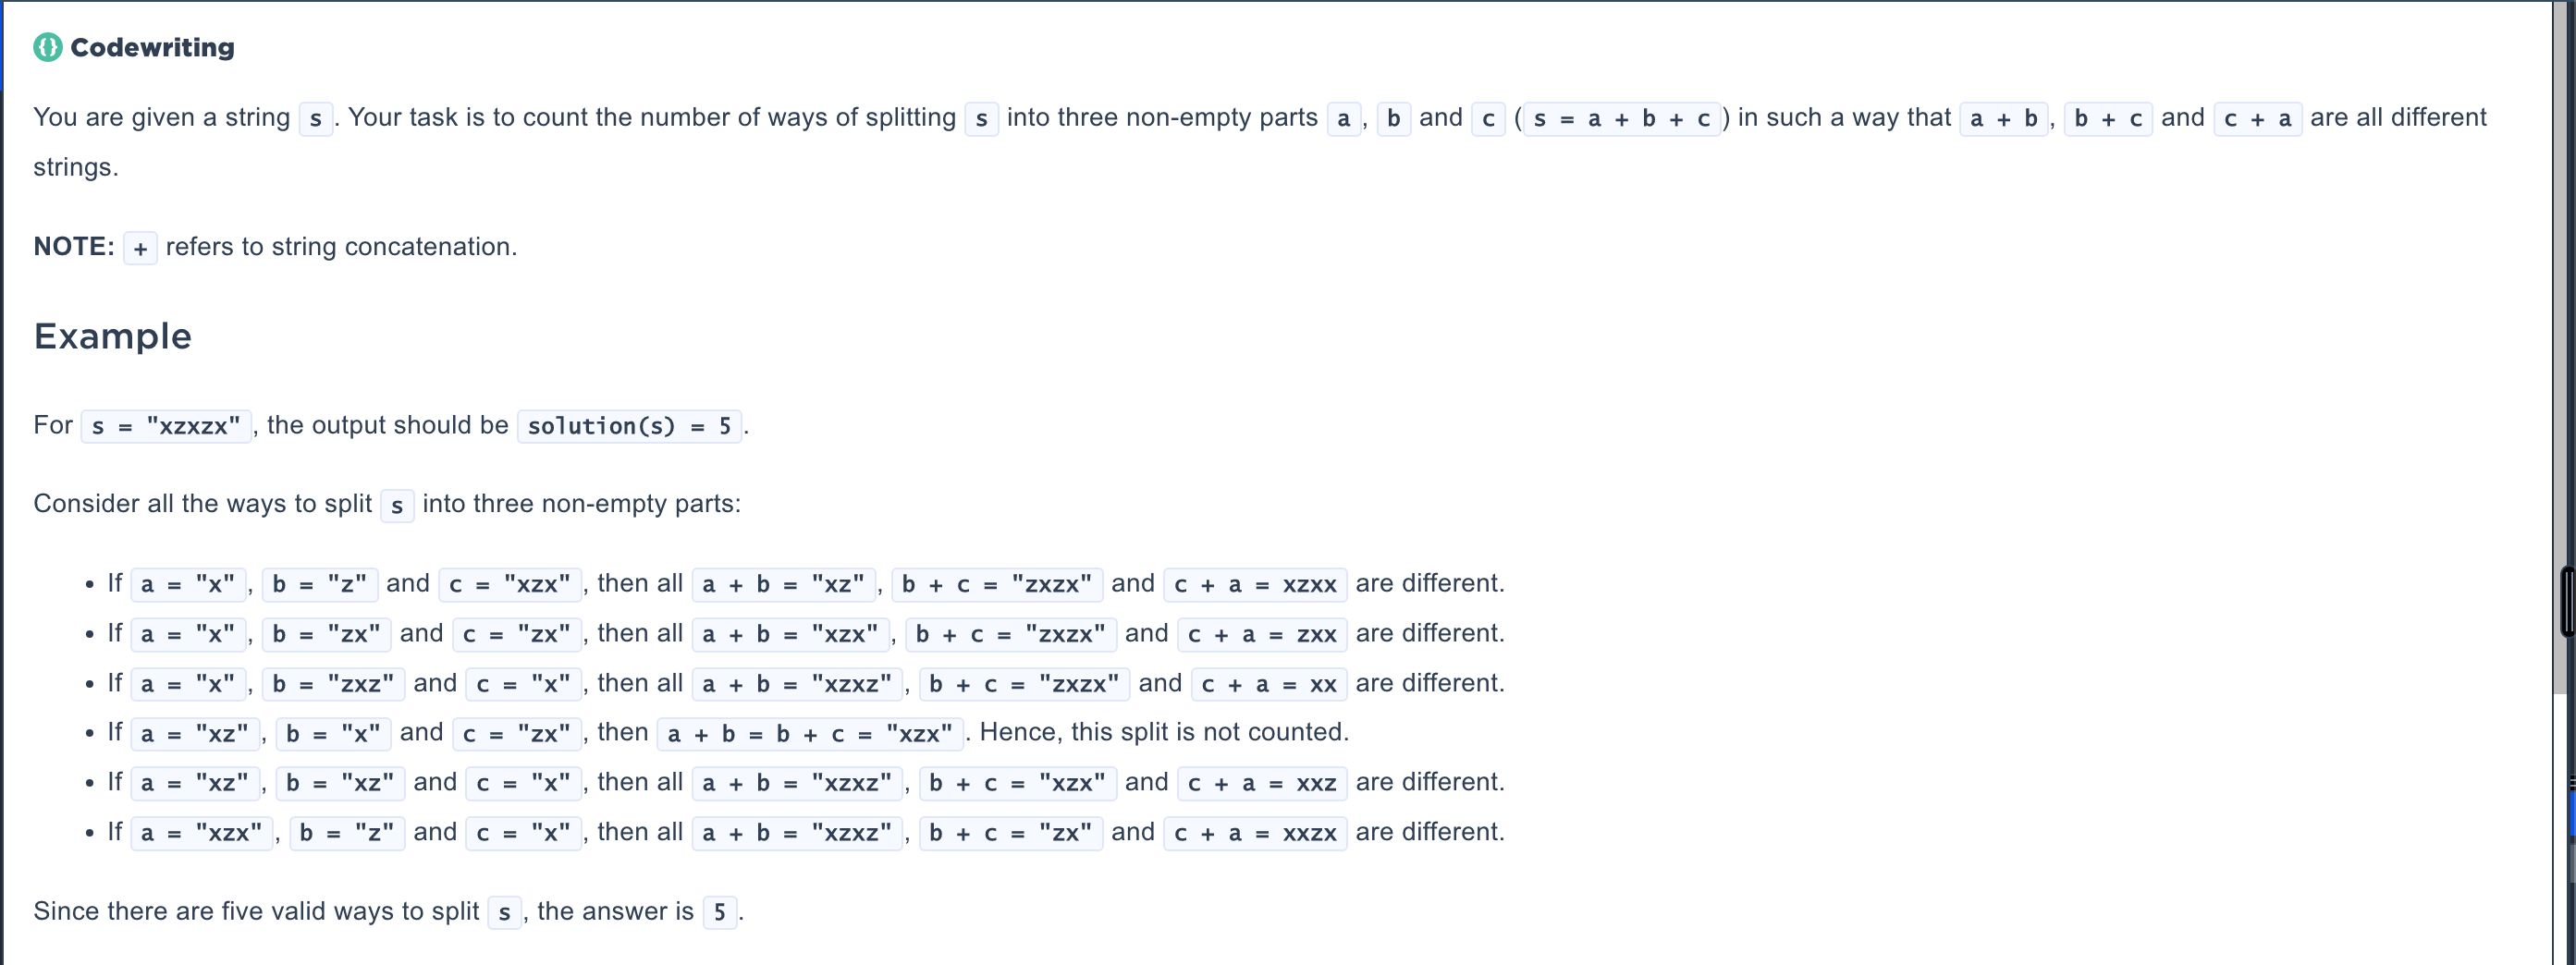 {} Codewriting
You are given a string s. Your task is to count the number of ways of splitting s into three non-empty parts a, b and c (s = a + b + c) in such a way that a + b, b + c and c + a are all different
strings.
NOTE: + refers to string concatenation.
Example
For s = "xzxzx", the output should be solution(s) = 5.
Consider all the ways to split s into three non-empty parts:
• If a = "x", b = "z" and c = "xzx", then all a + b = "xz", b + c = "zxzx" and c + a = xzxx are different.
• If a = "x", b = "zx" and c = "zx", then all a + b = "xzx", b + c = "zxzx" and c + a = zxx are different.
• If a = "x", b = "zxz" and c = "x", then all a + b = "xzxz", b + c = "zxzx" and c + a = xx are different.
• If a = "xz", b = "x" and c = "zx", then a + b = b + c = "xzx". Hence, this split is not counted.
• If a = "xz", b = "xz" and c = "x", then all a + b = "xzxz", b + c = "xzx" and c + a = xxz are different.
• If a = "xzx", b = "z" and c = "x", then all a + b = "xzxz", b + c = "zx" and c + a = xxzx are different.
Since there are five valid ways to split s, the answer is 5.